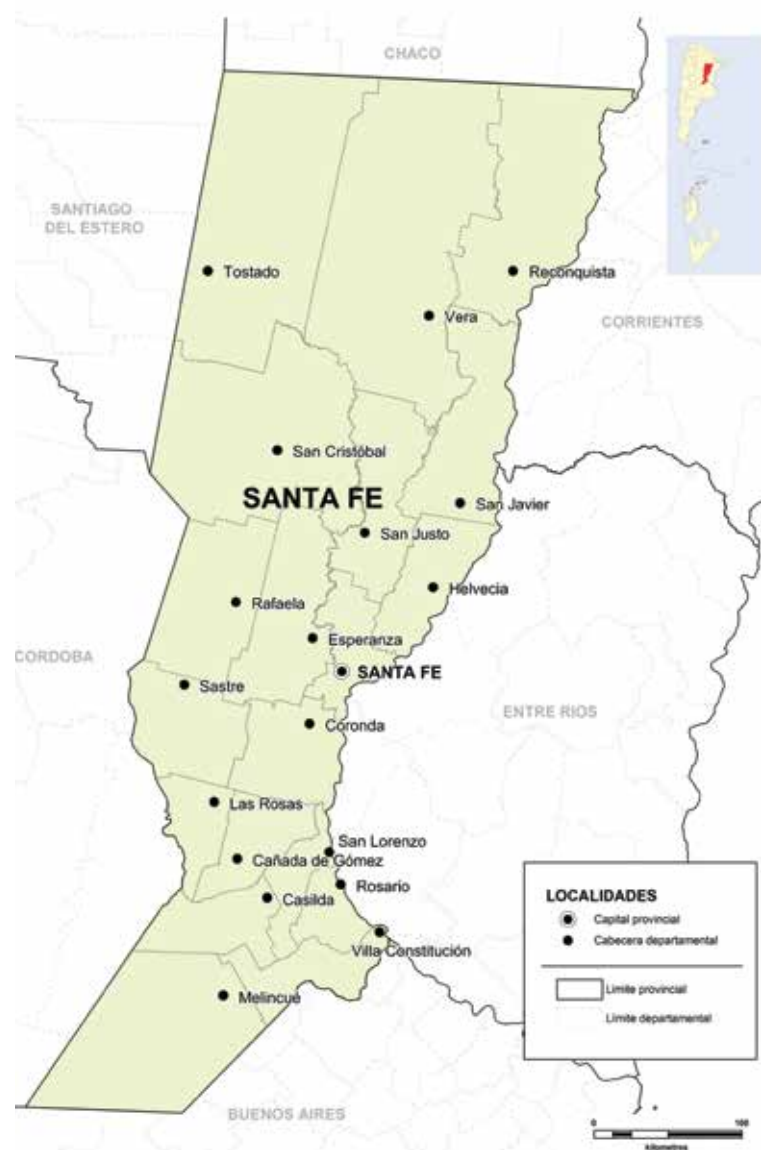 CHACO
SANTIAGO
DEL ESTERO
Tostado
Reconquista
Vera
CORRIENTES
San Cristóbal
SANTA FE
San Javier
San Justo
Helvecia
Rafaela
Esperanza
CORDOBA
SANTA FE
Sastre
ENTRE RIOS
Coronda
Las Rosas
San Lorenzo
Cañada de Gómez
Rosario
Casilda
Villa Constitución
Melincué
BUENOS AIRES
LOCALIDADES
Capital provincial
Cabecera departamental
Límite provincial
Límite departamental
0
100
kilometros